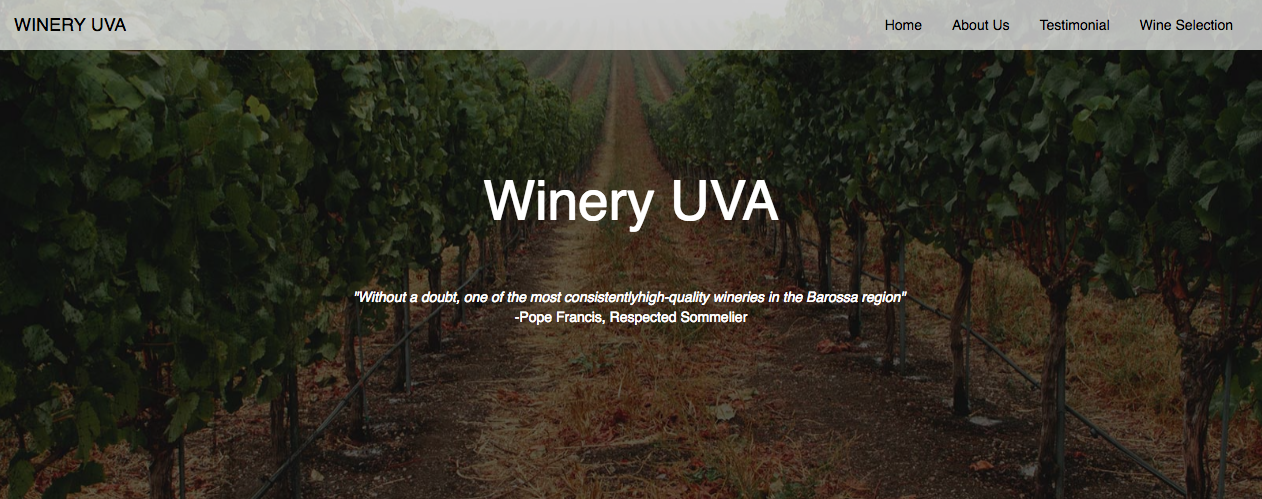 WINERY UVA
Home About Us Testimonial Wine Selection
Winery UVA
"Without a doubt, one of the most consistentlyhigh-quality wineries in the Barossa region"
-Pope Francis, Respected Sommelier